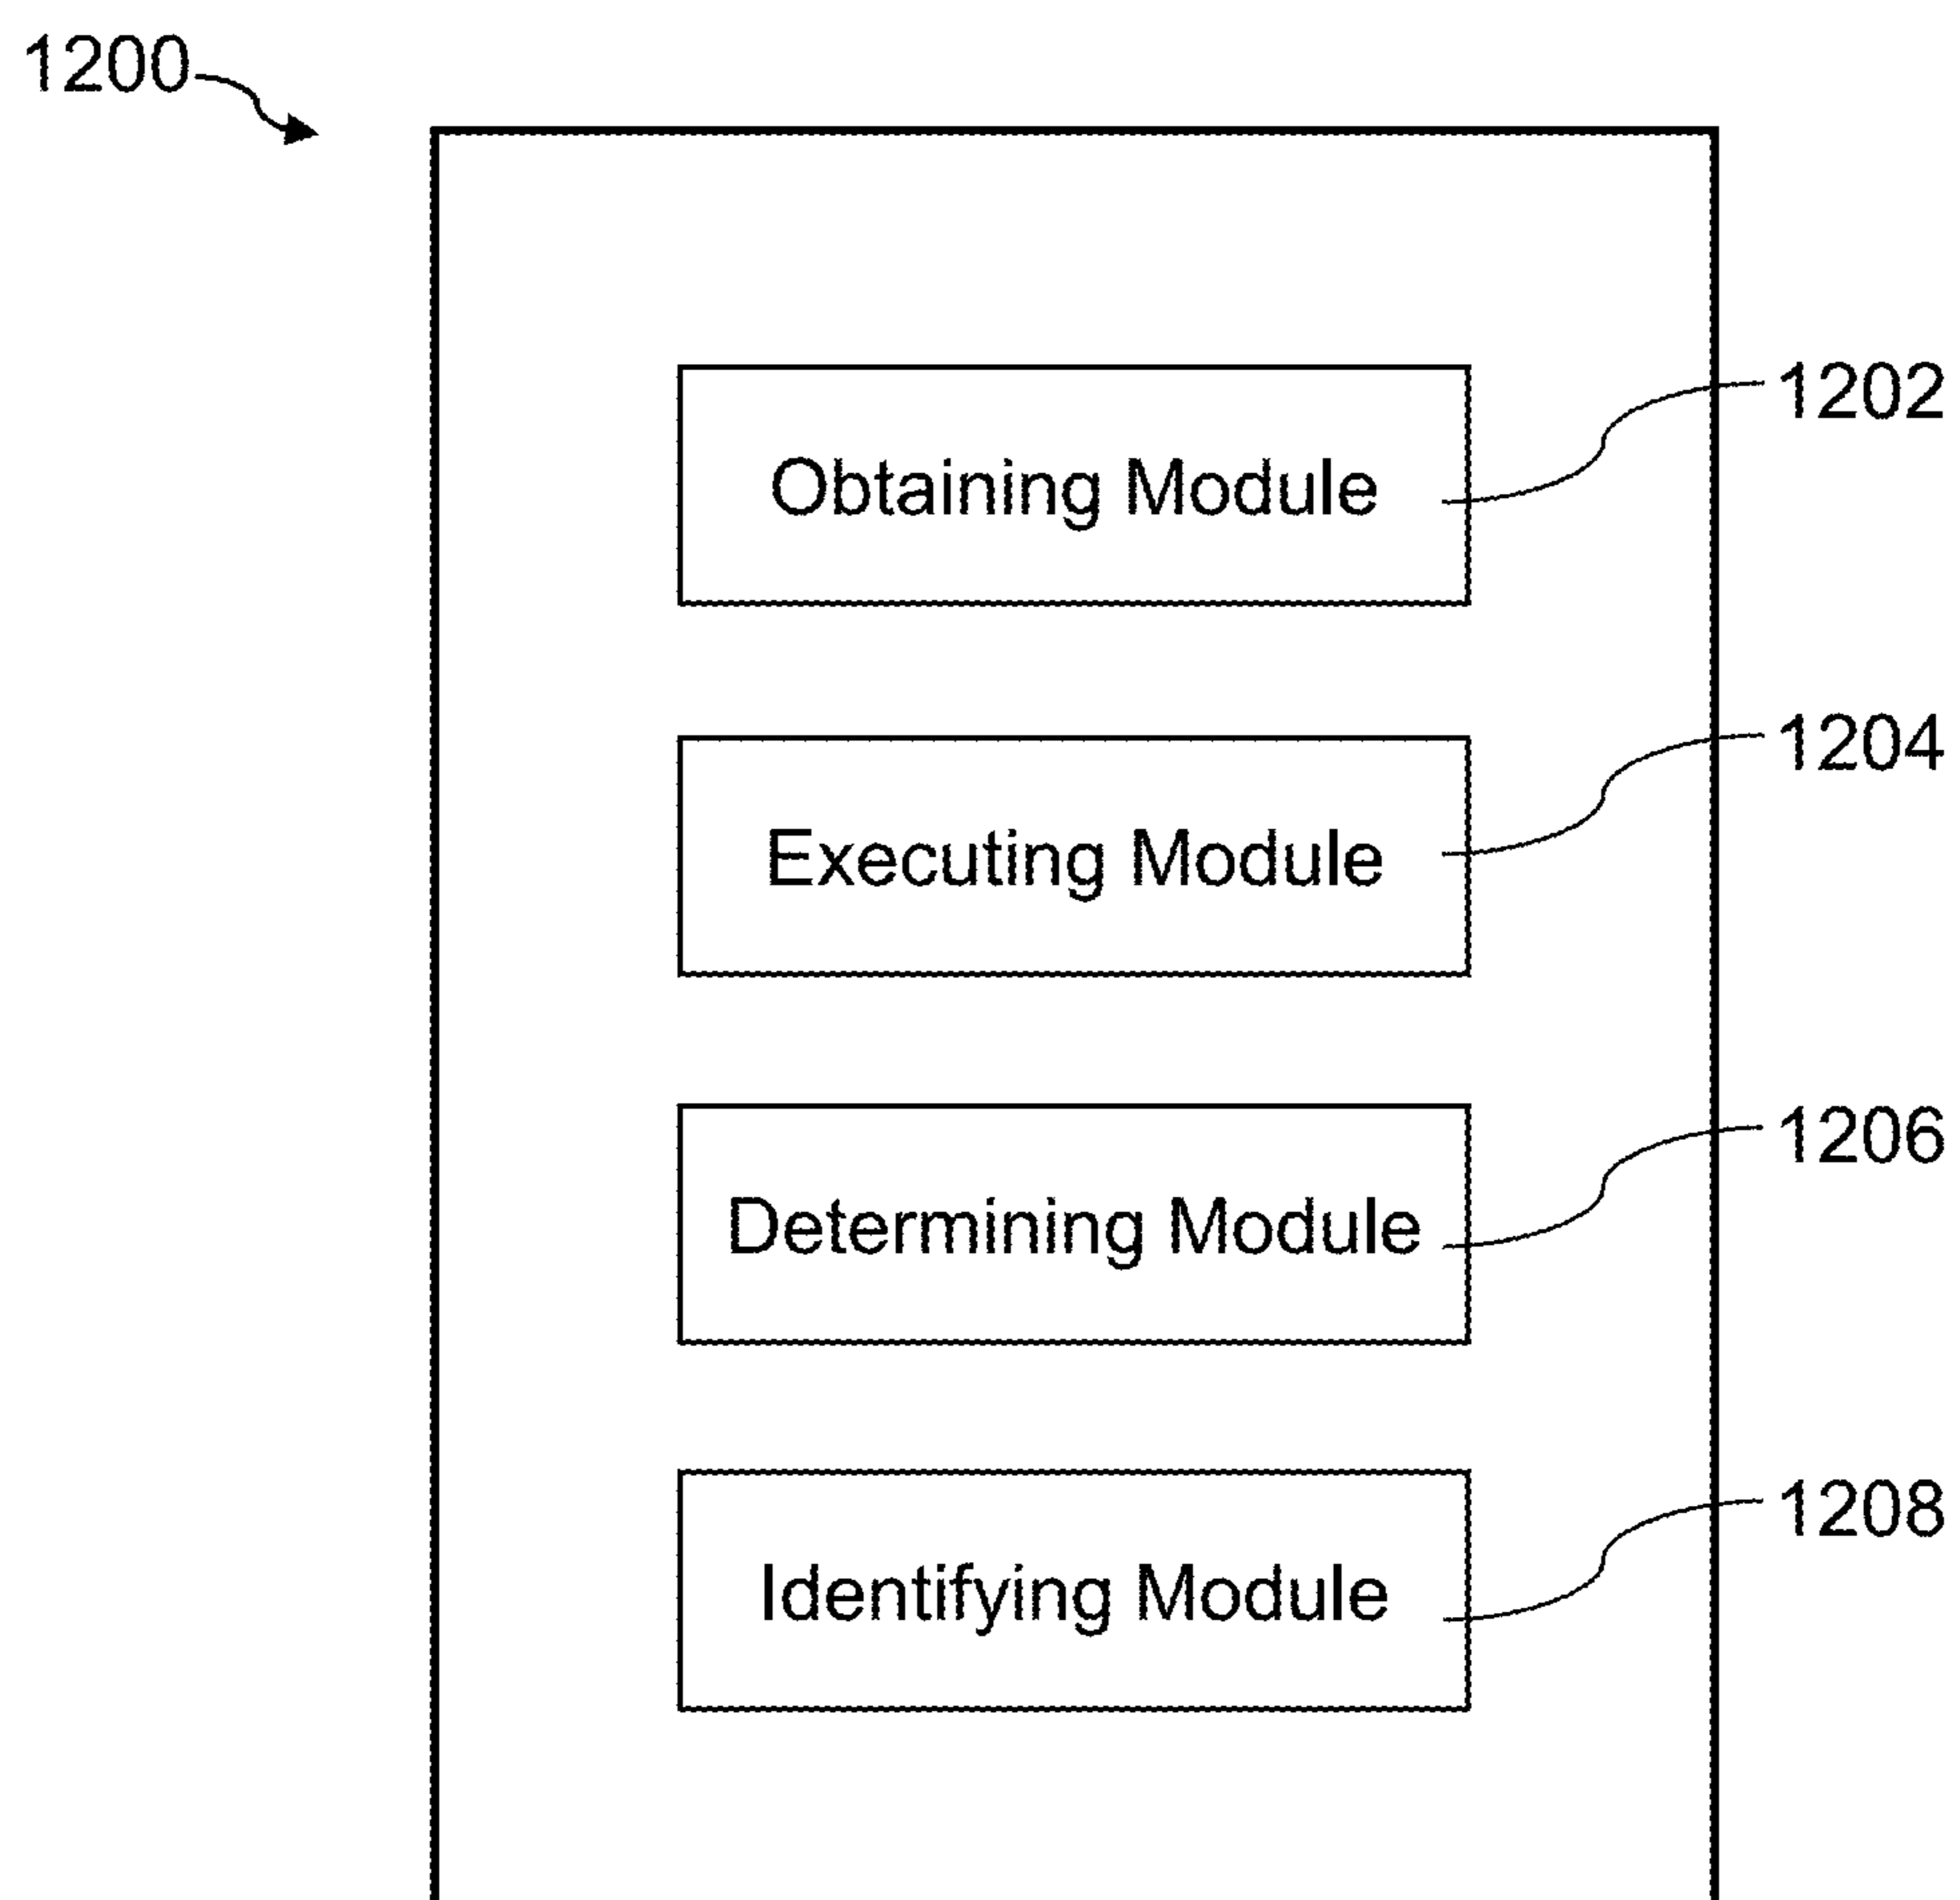 1200
Obtaining Module
1202
Executing Module
1204
Determining Module
1206
Identifying Module
1208